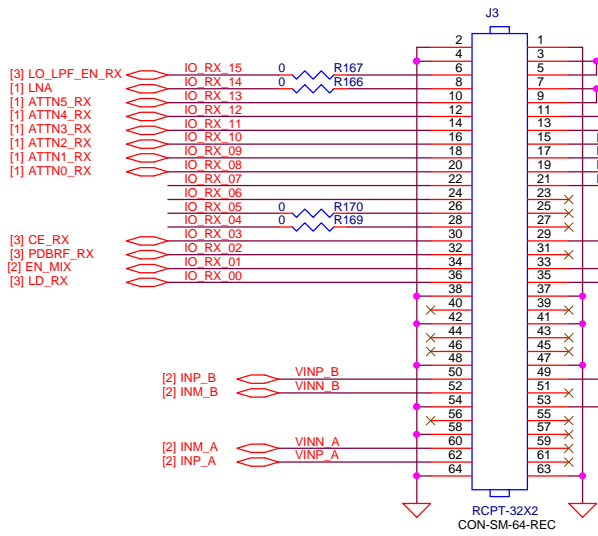 J3
2 1
4 3
[3] LO_LPF_EN_RX IO_RX_15 0 R167 6 5
[1] LNA IO_RX_14 0 R166 8 7
[1] ATTN5_RX IO_RX_13 10 9
[1] ATTN4_RX IO_RX_12 12 11
[1] ATTN3_RX IO_RX_11 14 13
[1] ATTN2_RX IO_RX_10 16 15
[1] ATTN1_RX IO_RX_09 18 17
[1] ATTN0_RX IO_RX_08 20 19
IO_RX_07 22 21
IO_RX_06 24 23
IO_RX_05 0 R170 26 25
IO_RX_04 0 R169 28 27
[3] CE_RX IO_RX_03 30 29
[3] PDBRF_RX IO_RX_02 32 31
[2] EN_MIX IO_RX_01 34 33
[3] LD_RX IO_RX_00 36 35
38 37
40 39
42 41
44 43
46 45
48 47
[2] INP_B VINP_B 50 49
[2] INM_B VINN_B 52 51
54 53
56 55
58 57
[2] INM_A VINN_A 60 59
[2] INP_A VINP_A 62 61
64 63
RCPT-32X2
CON-SM-64-REC